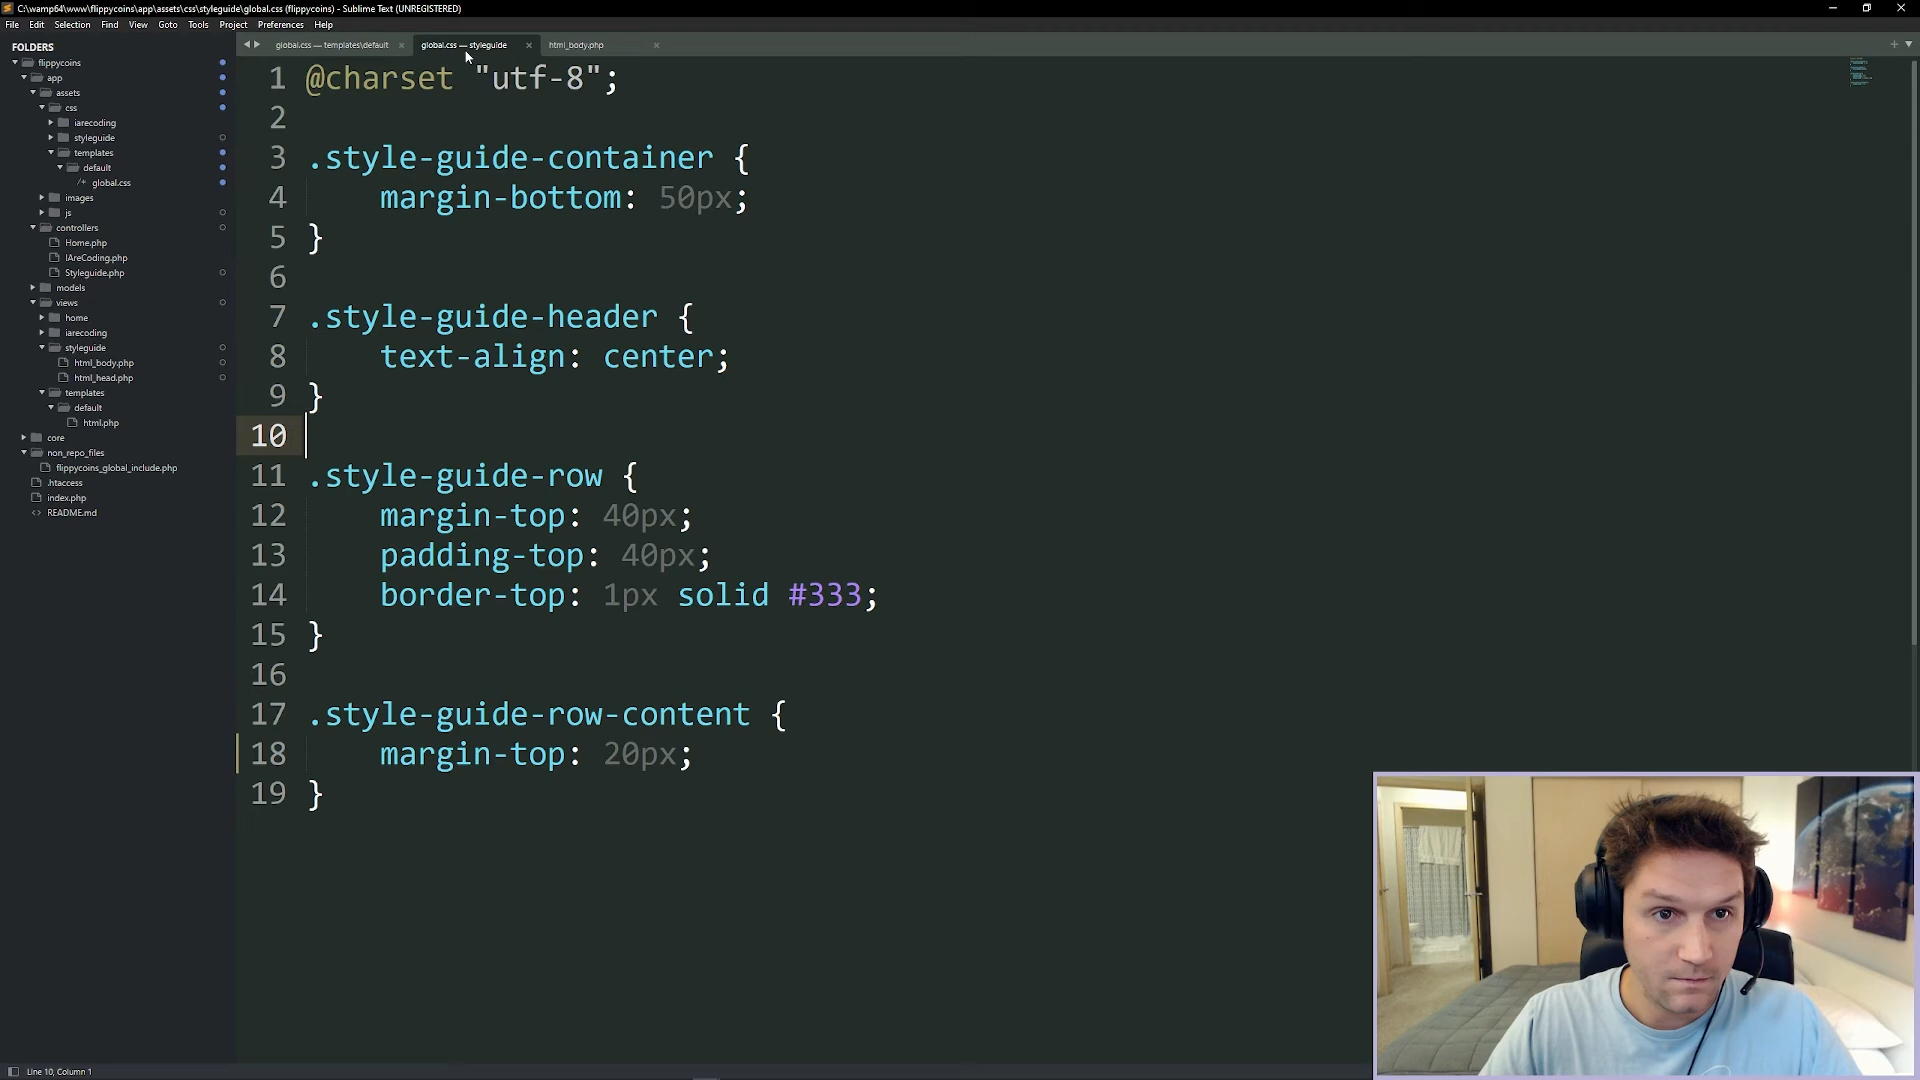 C:\wamp64\www\flippycoins\app\assets\css\styleguide\global.css (flippycoins) - Sublime Text (UNREGISTERED)
File Edit Selection Find View Goto Tools Project Preferences Help
FOLDERS
flippycoins
app
assets
css
iarecoding
styleguide
templates
default
/* global.css
images
js
controllers
Home.php
IAreCoding.php
Styleguide.php
models
views
home
iarecoding
styleguide
html_body.php
html_head.php
templates
default
html.php
core
non_repo_files
flippycoins_global_include.php
.htaccess
index.php
<> README.md
global.css — templates\default
global.css — styleguide
html_body.php
1 @charset "utf-8";
2
3 .style-guide-container {
4 margin-bottom: 50px;
5 }
6
7 .style-guide-header {
8 text-align: center;
9 }
10
11 .style-guide-row {
12 margin-top: 40px;
13 padding-top: 40px;
14 border-top: 1px solid #333;
15 }
16
17 .style-guide-row-content {
18 margin-top: 20px;
19 }
Line 10, Column 1